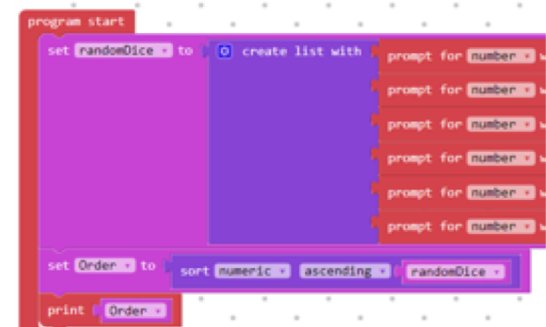 program start
set randomDice to create list with prompt for number
prompt for number
prompt for number
prompt for number
prompt for number
prompt for number
set Order to sort numeric ascending randomDice
print Order